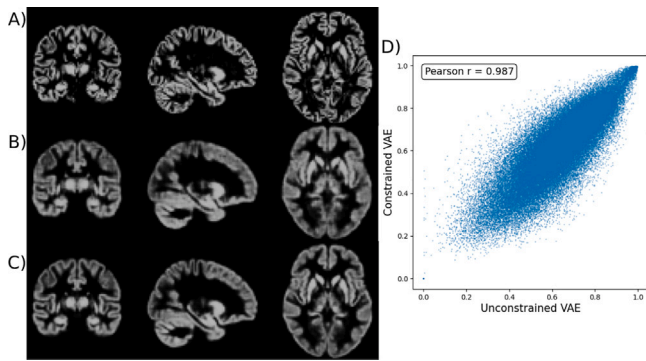 A)
B)
C)
D)
Pearson r = 0.987
Constrained VAE
1.0
0.8
0.6
0.4
0.2
0.0
0.0
0.2
0.4
0.6
0.8
1.0
Unconstrained VAE